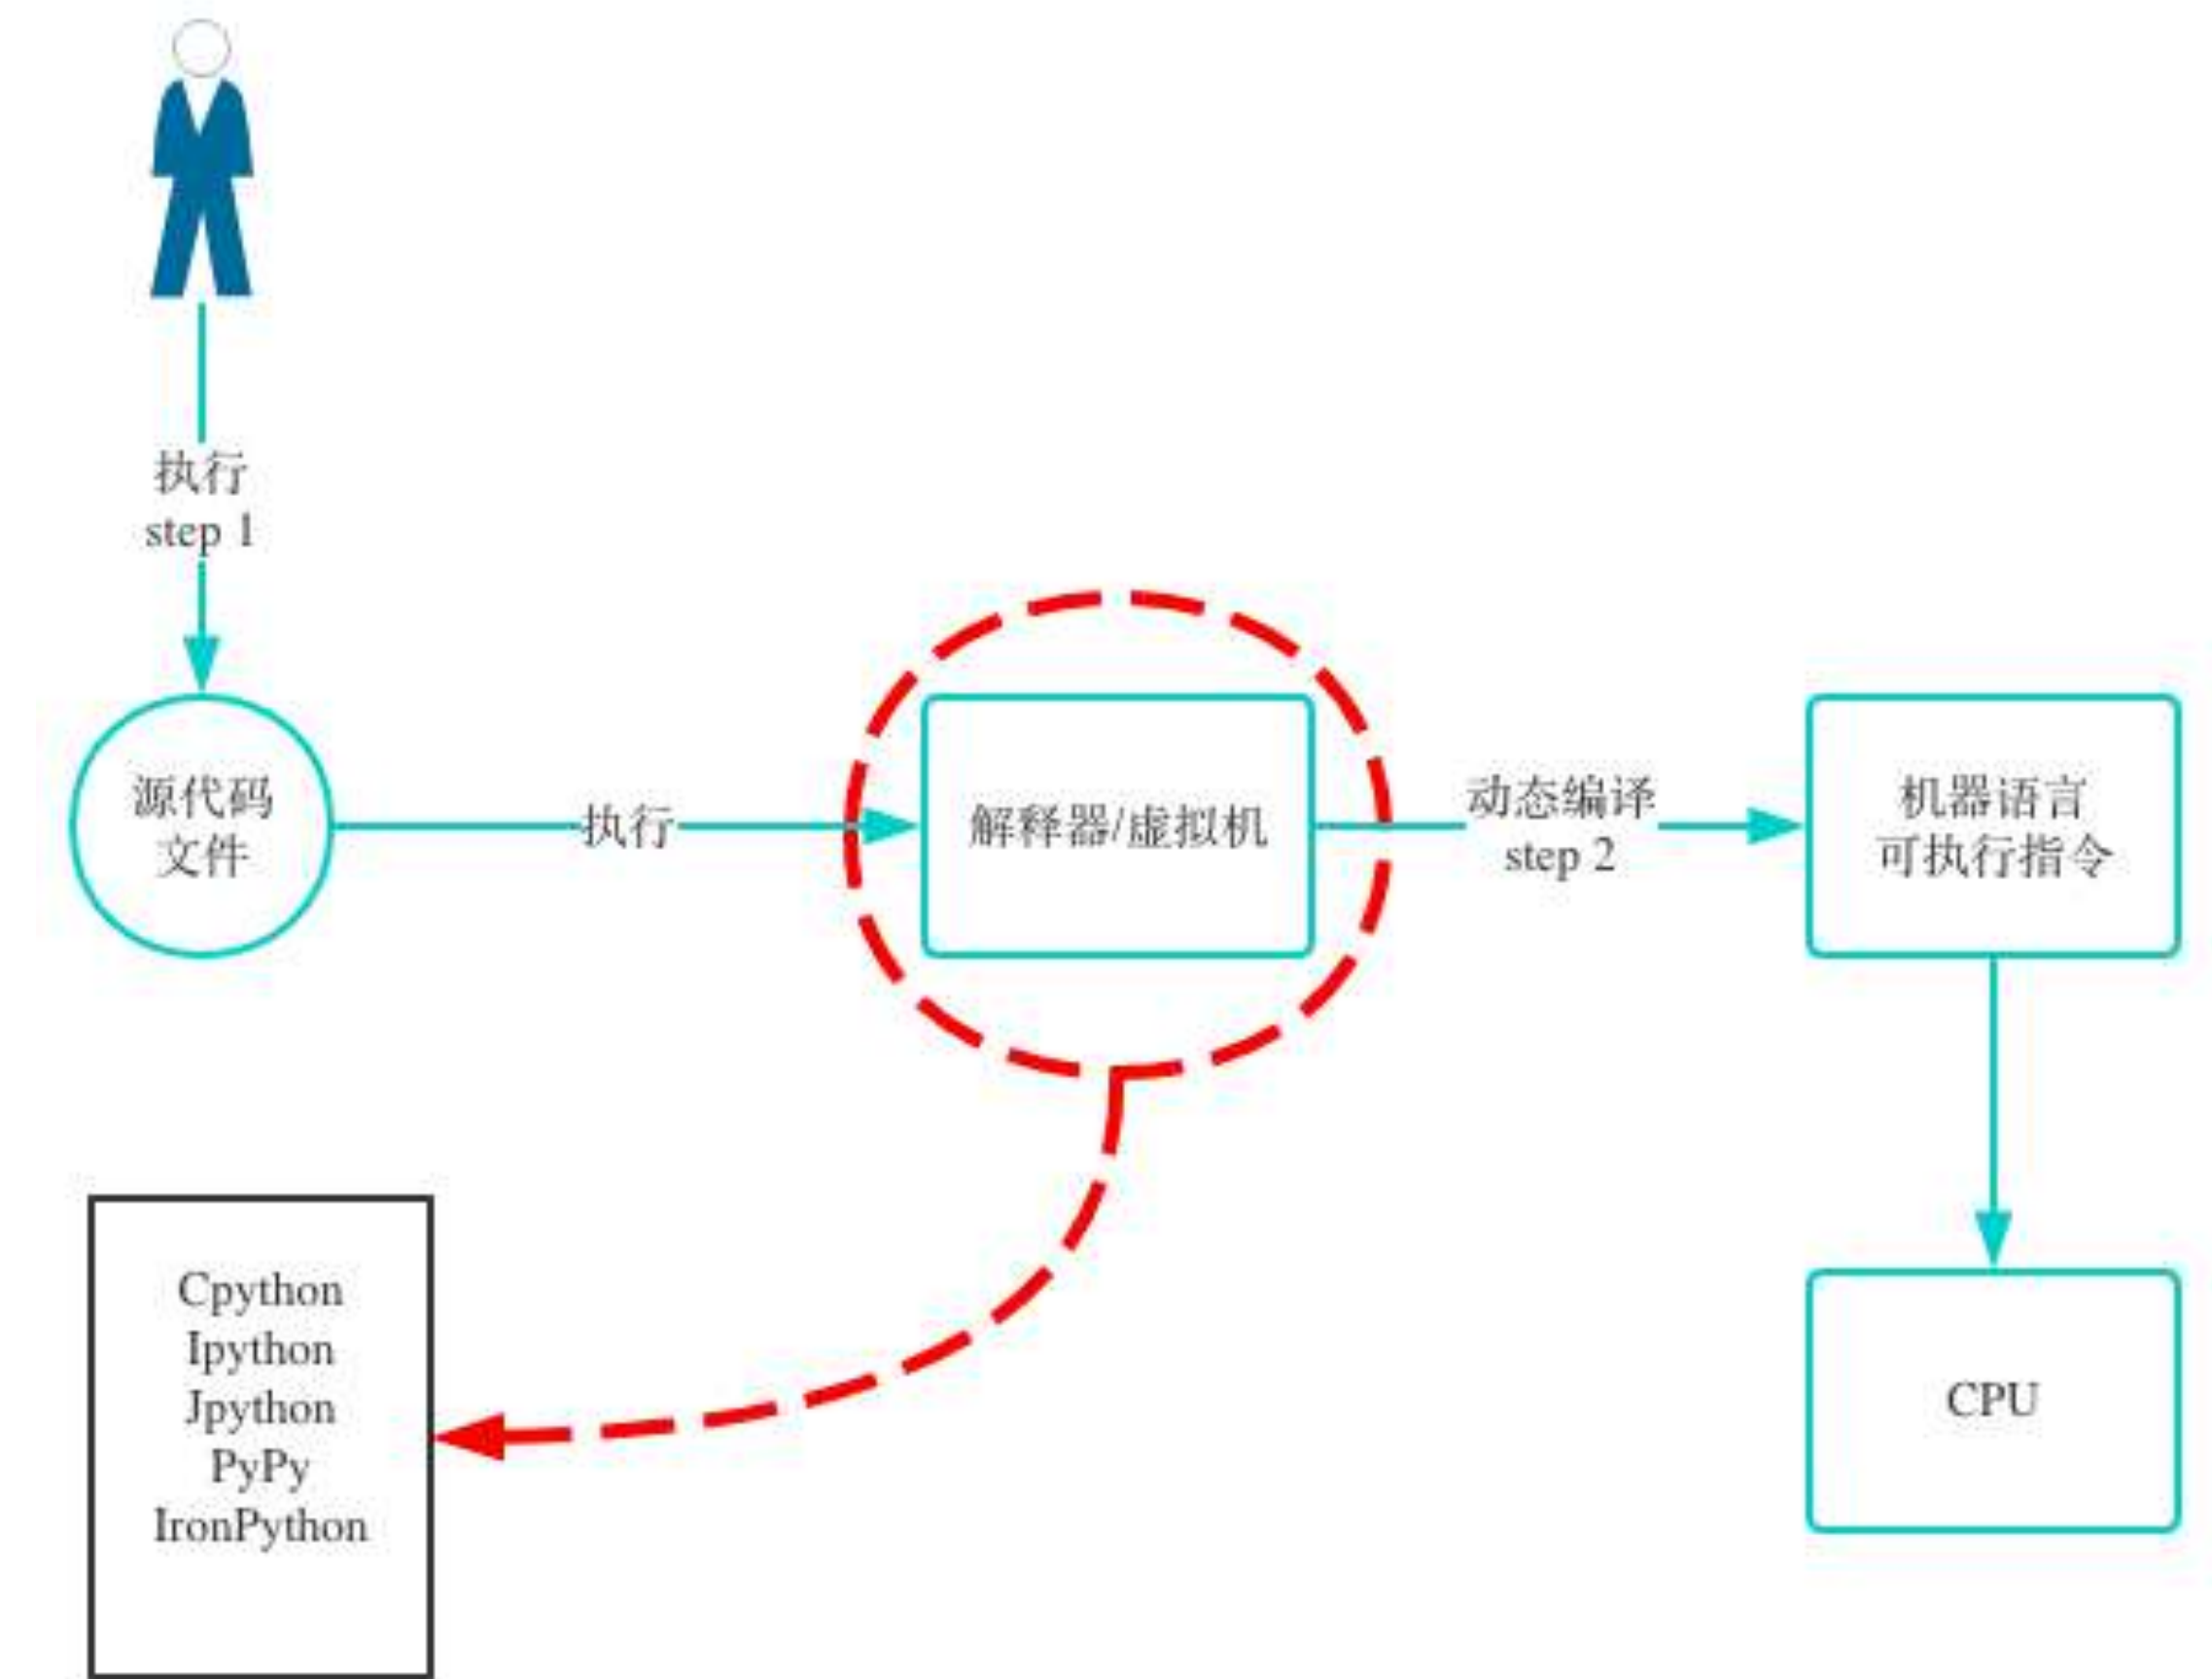 执行
step 1
源代码
文件
执行
解释器/虚拟机
动态编译
step 2
机器语言
可执行指令
Cpython
Ipython
Jpython
PyPy
IronPython
CPU